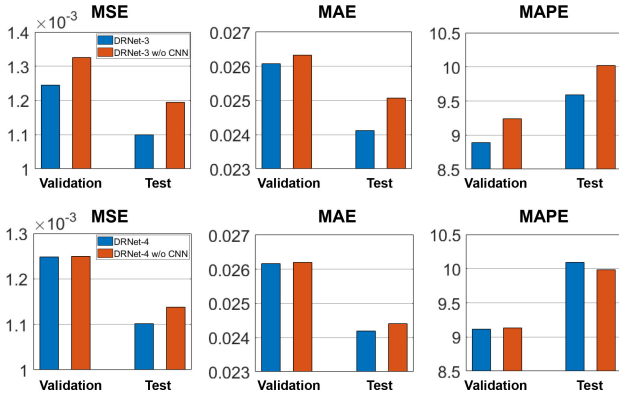 MSE
×10⁻³
1.4
1.3
1.2
1.1
1
DRNet-3
DRNet-3 w/o CNN
Validation Test
MAE
0.027
0.026
0.025
0.024
0.023
Validation Test
MAPE
10.5
10
9.5
9
8.5
Validation Test
MSE
×10⁻³
1.3
1.2
1.1
1
DRNet-4
DRNet-4 w/o CNN
Validation Test
MAE
0.027
0.026
0.025
0.024
0.023
Validation Test
MAPE
10.5
10
9.5
9
8.5
Validation Test